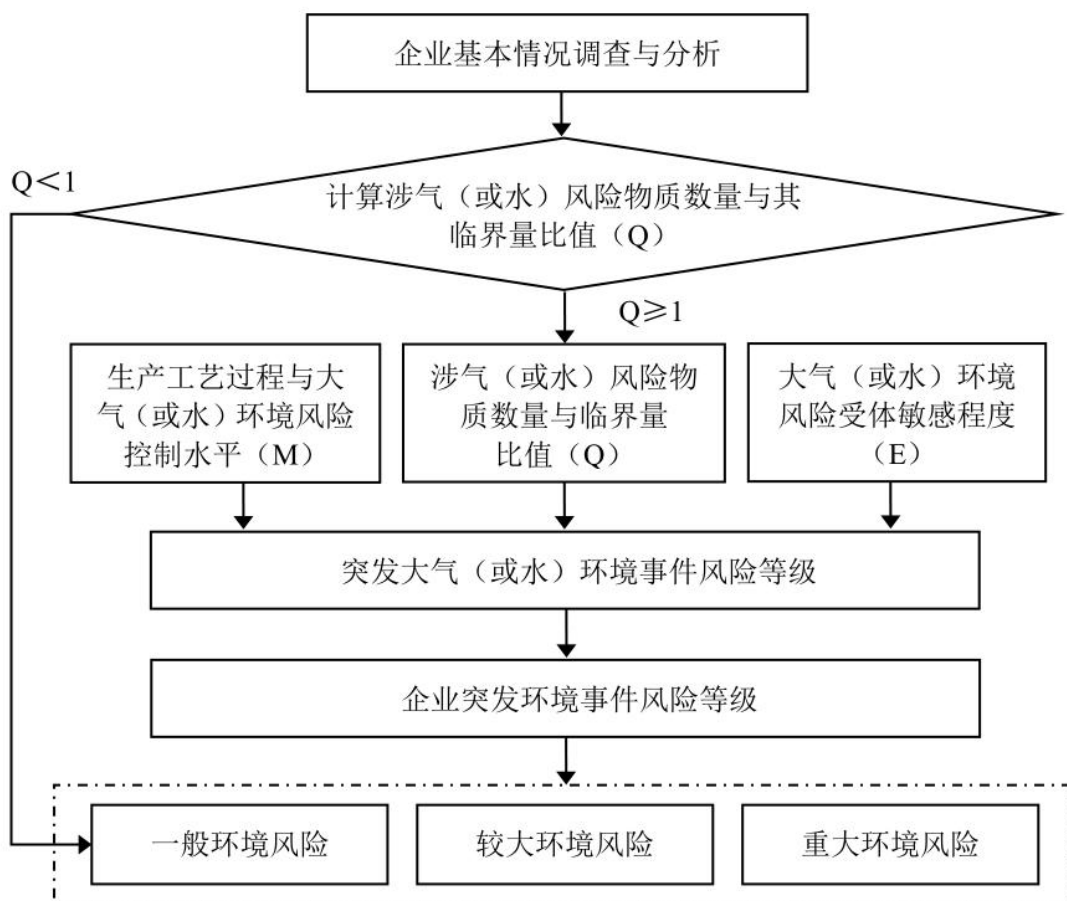 企业基本情况调查与分析
Q＜1
计算涉气（或水）风险物质数量与其
临界量比值（Q）
Q≥1
生产工艺过程与大
气（或水）环境风险
控制水平（M）
涉气（或水）风险物
质数量与临界量
比值（Q）
大气（或水）环境
风险受体敏感程度
（E）
突发大气（或水）环境事件风险等级
企业突发环境事件风险等级
一般环境风险
较大环境风险
重大环境风险